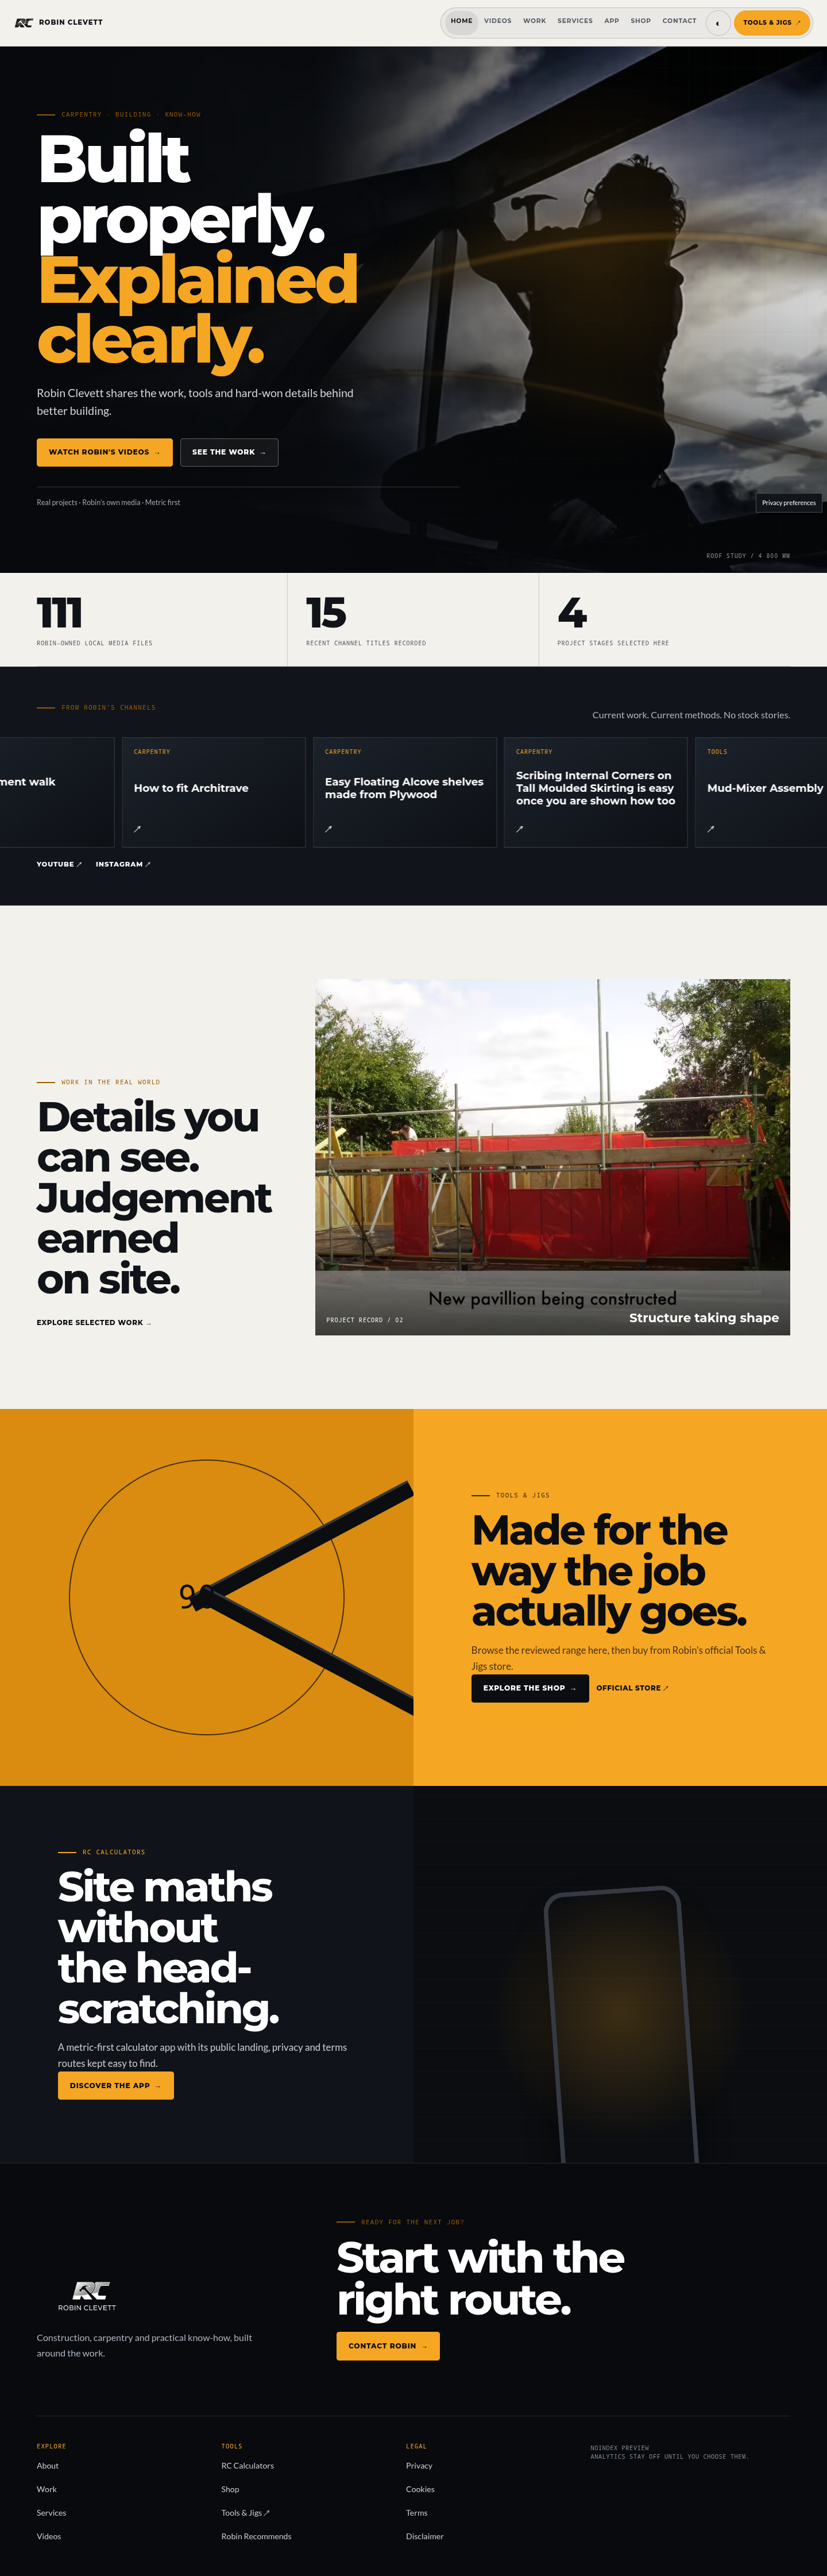 RC ROBIN CLEVETT
HOME VIDEOS WORK SERVICES APP SHOP CONTACT TOOLS & JIGS ↗
CARPENTRY · BUILDING · KNOW-HOW
Built
properly.
Explained
clearly.
Robin Clevett shares the work, tools and hard-won details behind
better building.
WATCH ROBIN'S VIDEOS →
SEE THE WORK →
Real projects · Robin's own media · Metric first
Privacy preferences
ROOF STUDY / 4 800 MM
111
ROBIN-OWNED LOCAL MEDIA FILES
15
RECENT CHANNEL TITLES RECORDED
4
PROJECT STAGES SELECTED HERE
FROM ROBIN'S CHANNELS
Current work. Current methods. No stock stories.
ment walk
CARPENTRY
How to fit Architrave
↗
CARPENTRY
Easy Floating Alcove shelves
made from Plywood
↗
CARPENTRY
Scribing Internal Corners on
Tall Moulded Skirting is easy
once you are shown how too
↗
TOOLS
Mud-Mixer Assembly
↗
YOUTUBE ↗ INSTAGRAM ↗
WORK IN THE REAL WORLD
Details you
can see.
Judgement
earned
on site.
EXPLORE SELECTED WORK →
New pavillion being constructed
PROJECT RECORD / 02
Structure taking shape
90
TOOLS & JIGS
Made for the
way the job
actually goes.
Browse the reviewed range here, then buy from Robin's official Tools &
Jigs store.
EXPLORE THE SHOP →
OFFICIAL STORE ↗
RC CALCULATORS
Site maths
without
the head-
scratching.
A metric-first calculator app with its public landing, privacy and terms
routes kept easy to find.
DISCOVER THE APP →
RC
ROBIN CLEVETT
Construction, carpentry and practical know-how, built
around the work.
READY FOR THE NEXT JOB?
Start with the
right route.
CONTACT ROBIN →
EXPLORE
About
Work
Services
Videos
TOOLS
RC Calculators
Shop
Tools & Jigs ↗
Robin Recommends
LEGAL
Privacy
Cookies
Terms
Disclaimer
NOINDEX PREVIEW
ANALYTICS STAY OFF UNTIL YOU CHOOSE THEM.